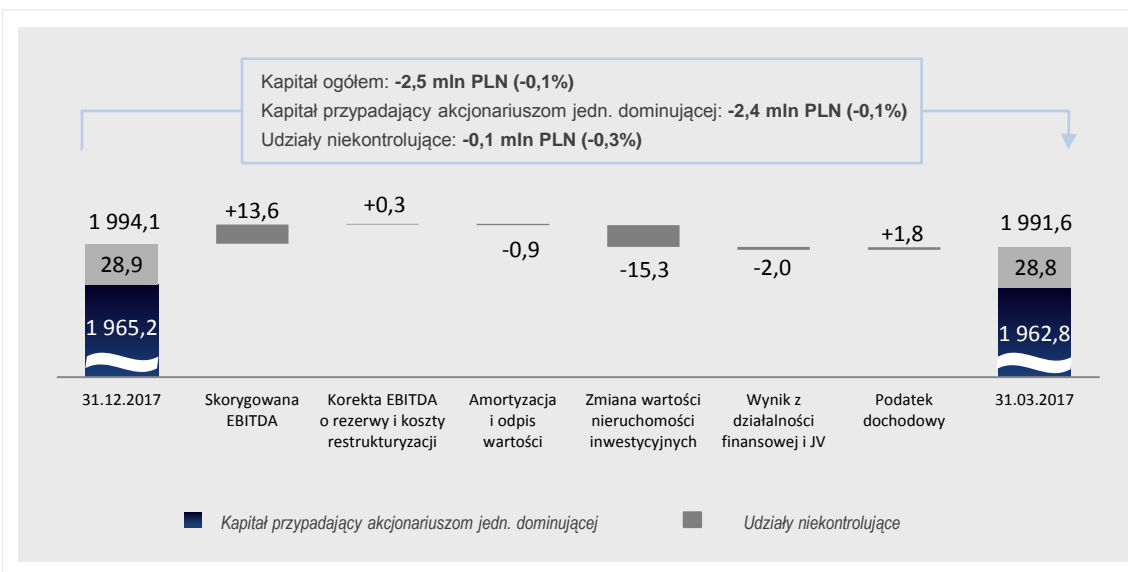 Kapitał ogółem: -2,5 mln PLN (-0,1%)
Kapitał przypadający akcjonariuszom jedn. dominującej: -2,4 mln PLN (-0,1%)
Udziały niekontrolujące: -0,1 mln PLN (-0,3%)
1 994,1
28,9
1 965,2
+13,6
+0,3
-0,9
-15,3
-2,0
+1,8
1 991,6
28,8
1 962,8
31.12.2017
Skorygowana
EBITDA
Korekta EBITDA
o rezerwy i koszty
restrukturyzacji
Amortyzacja
i odpis
wartości
Zmiana wartości
nieruchomości
inwestycyjnych
Wynik z
działalności
finansowej i JV
Podatek
dochodowy
31.03.2017
Kapitał przypadający akcjonariuszom jedn. dominującej
Udziały niekontrolujące